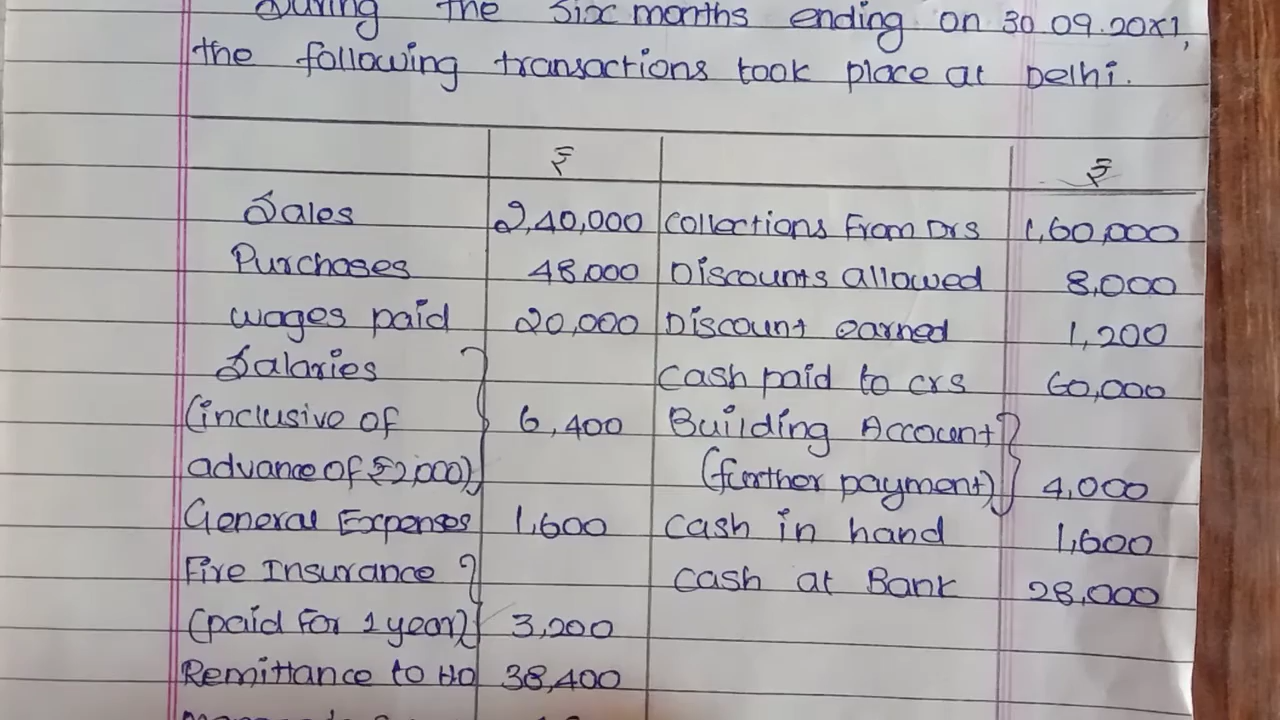 During the six months ending on 30.09.20x1,
the following transactions took place at Delhi.
₹ ₹
Sales 2,40,000 Collections From Drs 1,60,000
Purchases 48,000 Discounts allowed 8,000
wages paid 20,000 Discount earned 1,200
Salaries Cash paid to crs 60,000
(inclusive of 6,400 Building Account
advance of ₹2,000) (further payment) 4,000
General Expenses 1,600 Cash in hand 1,600
Fire Insurance Cash at Bank 28,000
(paid for 1 year) 3,200
Remittance to HO 38,400